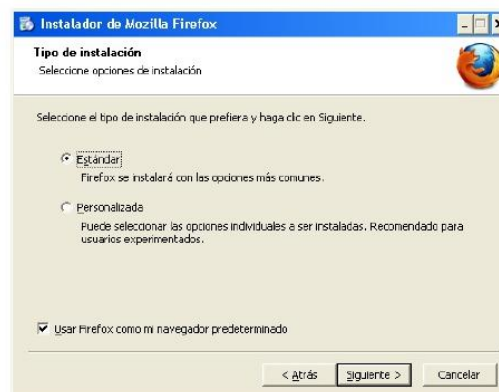 Instalador de Mozilla Firefox
Tipo de instalación
Seleccione opciones de instalación
Seleccione el tipo de instalación que prefiera y haga clic en Siguiente.
Estándar
Firefox se instalará con las opciones más comunes.
Personalizada
Puede seleccionar las opciones individuales a ser instaladas. Recomendado para
usuarios experimentados.
Usar Firefox como mi navegador predeterminado
< Atrás Siguiente > Cancelar